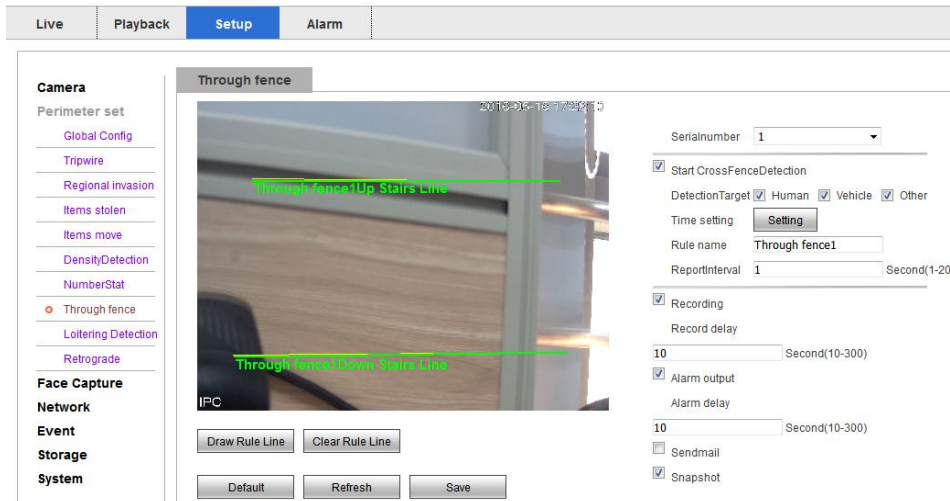 Live Playback Setup Alarm
Camera
Perimeter set
Global Config
Tripwire
Regional invasion
Items stolen
Items move
DensityDetection
NumberStat
Through fence
Loitering Detection
Retrograde
Face Capture
Network
Event
Storage
System
Through fence
Through fence1Up Stairs Line
Through fence1Down Stairs Line
IPC
Draw Rule Line Clear Rule Line
Default Refresh Save
Serialnumber 1
Start CrossFenceDetection
DetectionTarget Human Vehicle Other
Time setting Setting
Rule name Through fence1
ReportInterval 1 Second(1-20
Recording
Record delay
10 Second(10-300)
Alarm output
Alarm delay
10 Second(10-300)
Sendmail
Snapshot